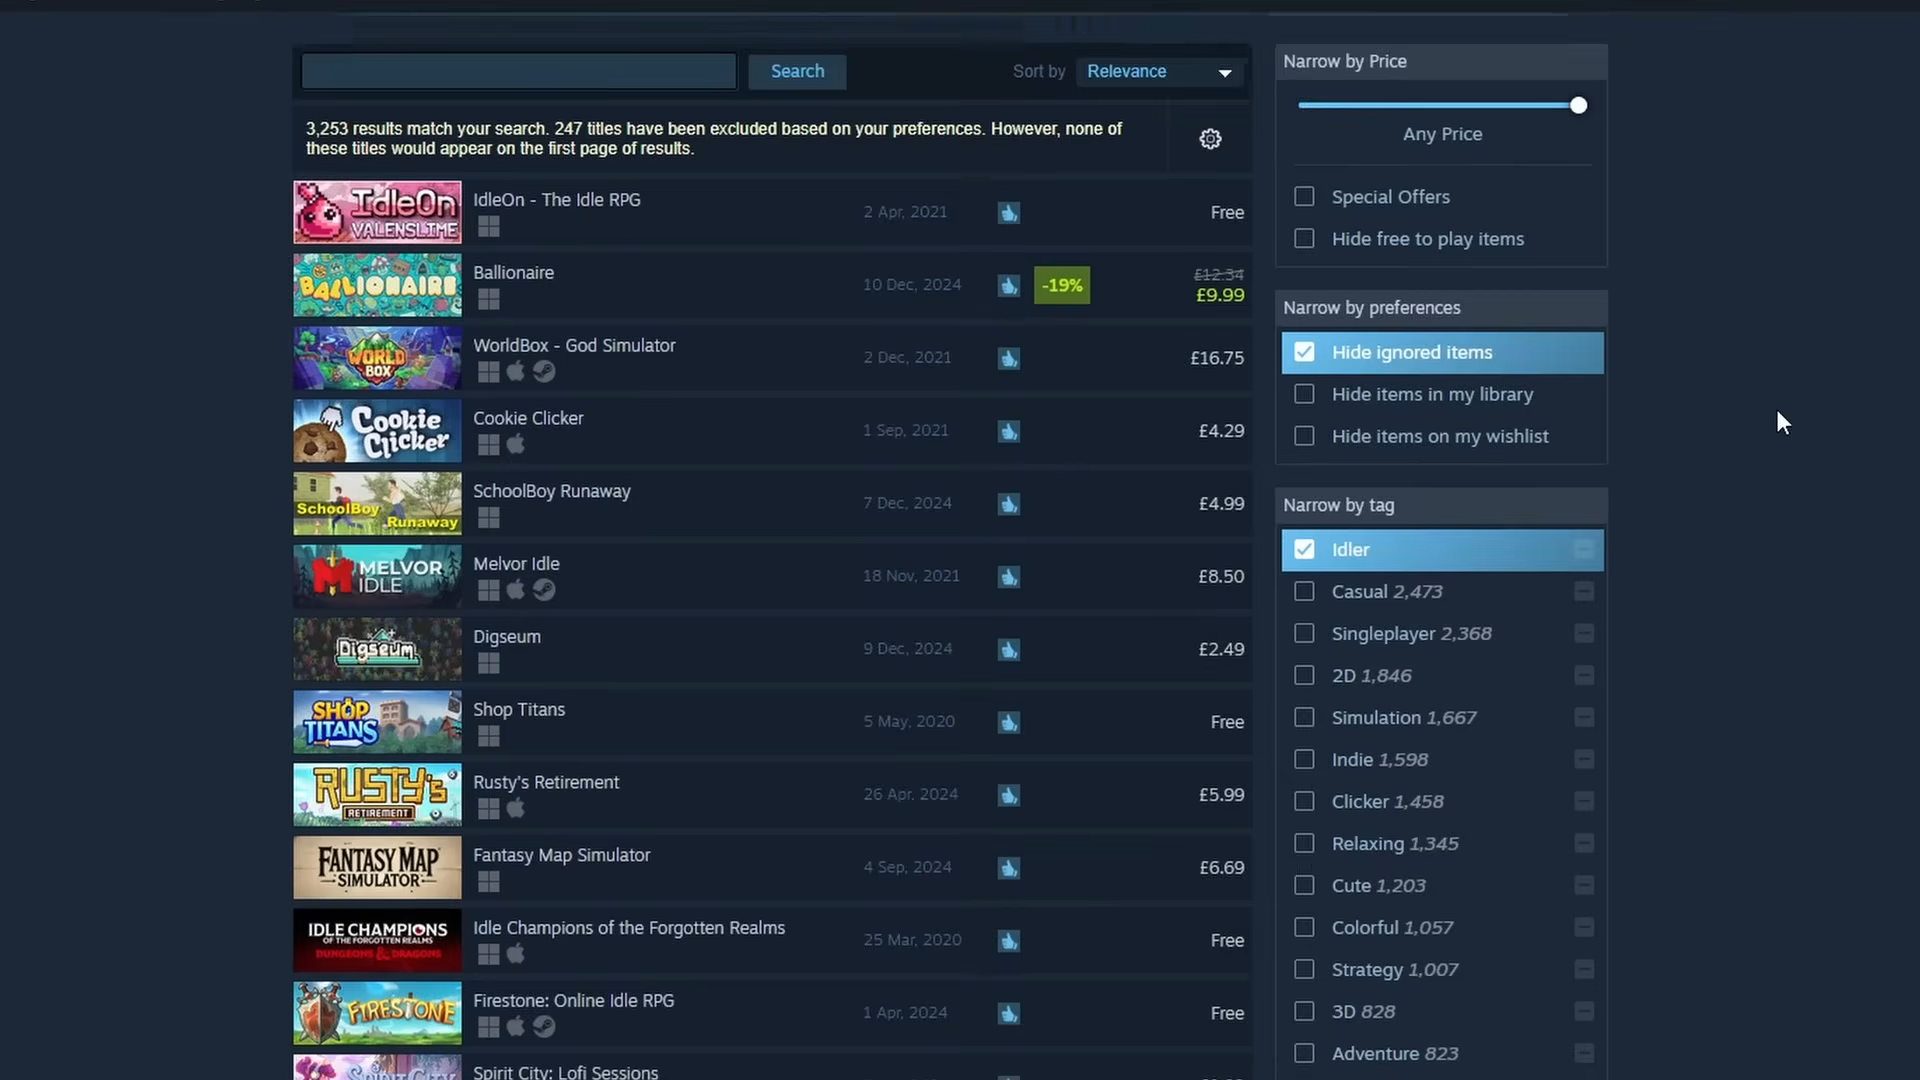 Search
Sort by
Relevance
3,253 results match your search. 247 titles have been excluded based on your preferences. However, none of
these titles would appear on the first page of results.
IdleOn
VALENSLIME
IdleOn - The Idle RPG
2 Apr, 2021
Free
BALLIONAIRE
Ballionaire
10 Dec, 2024
-19%
£12.34
£9.99
WORLD
BOX
WorldBox - God Simulator
2 Dec, 2021
£16.75
Cookie
Clicker
Cookie Clicker
1 Sep, 2021
£4.29
SchoolBoy
Runaway
SchoolBoy Runaway
7 Dec, 2024
£4.99
MELVOR
IDLE
Melvor Idle
18 Nov, 2021
£8.50
Digseum
Digseum
9 Dec, 2024
£2.49
SHOP
TITANS
Shop Titans
5 May, 2020
Free
RUSTY's
RETIREMENT
Rusty's Retirement
26 Apr, 2024
£5.99
FANTASY MAP
SIMULATOR
Fantasy Map Simulator
4 Sep, 2024
£6.69
IDLE CHAMPIONS
OF THE FORGOTTEN REALMS
DUNGEONS & DRAGONS
Idle Champions of the Forgotten Realms
25 Mar, 2020
Free
FIRESTONE
Firestone: Online Idle RPG
1 Apr, 2024
Free
SPIRIT CITY
Spirit City: Lofi Sessions
Narrow by Price
Any Price
Special Offers
Hide free to play items
Narrow by preferences
Hide ignored items
Hide items in my library
Hide items on my wishlist
Narrow by tag
Idler
Casual 2,473
Singleplayer 2,368
2D 1,846
Simulation 1,667
Indie 1,598
Clicker 1,458
Relaxing 1,345
Cute 1,203
Colorful 1,057
Strategy 1,007
3D 828
Adventure 823